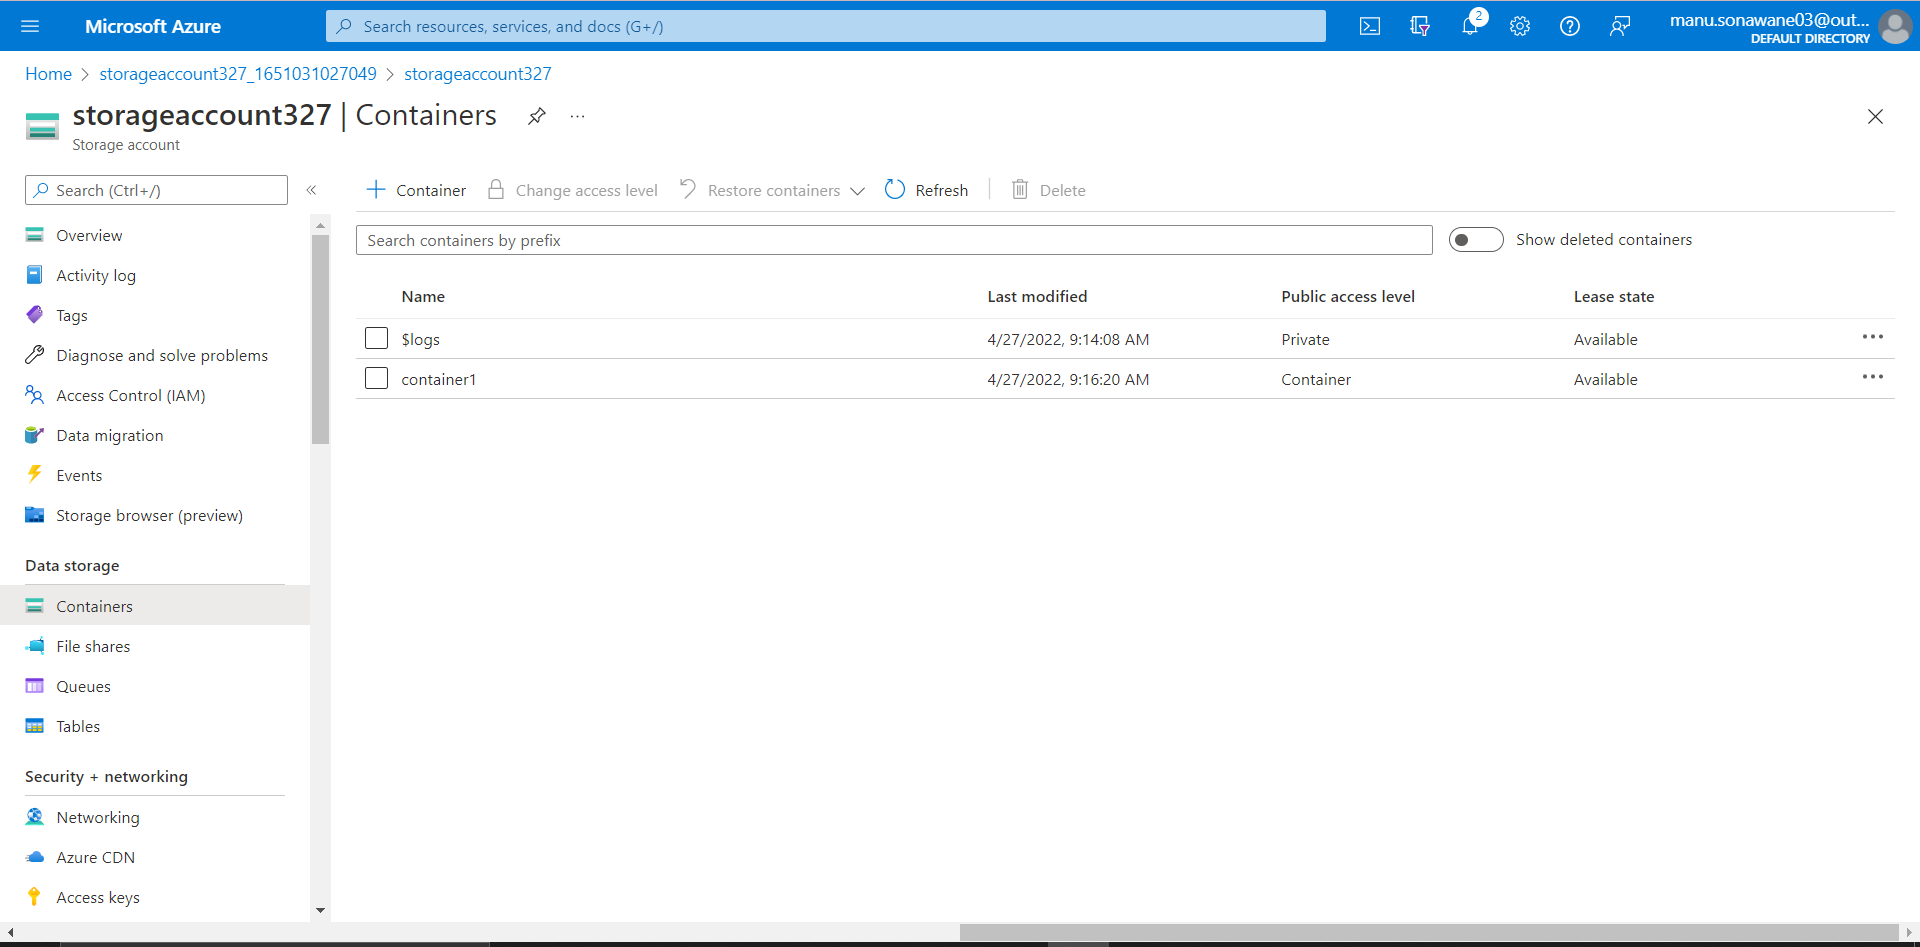 Microsoft Azure
Search resources, services, and docs (G+/)
2
manu.sonawane03@out...
DEFAULT DIRECTORY
Home > storageaccount327_1651031027049 > storageaccount327
storageaccount327 | Containers
Storage account
Search (Ctrl+/)
Overview
Activity log
Tags
Diagnose and solve problems
Access Control (IAM)
Data migration
Events
Storage browser (preview)
Data storage
Containers
File shares
Queues
Tables
Security + networking
Networking
Azure CDN
Access keys
Container Change access level Restore containers Refresh Delete
Search containers by prefix
Show deleted containers
Name Last modified Public access level Lease state
$logs 4/27/2022, 9:14:08 AM Private Available
container1 4/27/2022, 9:16:20 AM Container Available